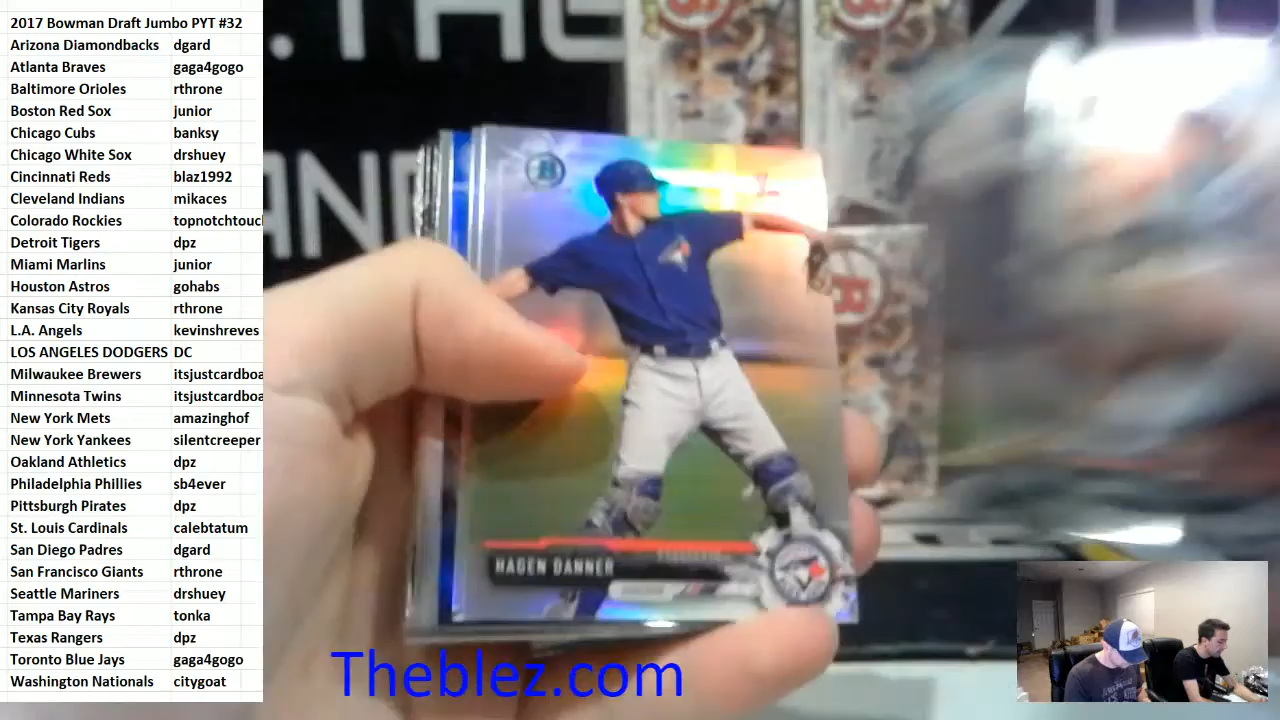 2017 Bowman Draft Jumbo PYT #32
Arizona Diamondbacks dgard
Atlanta Braves gaga4gogo
Baltimore Orioles rthrone
Boston Red Sox junior
Chicago Cubs banksy
Chicago White Sox drshuey
Cincinnati Reds blaz1992
Cleveland Indians mikaces
Colorado Rockies topnotchtouc
Detroit Tigers dpz
Miami Marlins junior
Houston Astros gohabs
Kansas City Royals rthrone
L.A. Angels kevinshreves
LOS ANGELES DODGERS DC
Milwaukee Brewers itsjustcardboa
Minnesota Twins itsjustcardboa
New York Mets amazinghof
New York Yankees silentcreeper
Oakland Athletics dpz
Philadelphia Phillies sb4ever
Pittsburgh Pirates dpz
St. Louis Cardinals calebtatum
San Diego Padres dgard
San Francisco Giants rthrone
Seattle Mariners drshuey
Tampa Bay Rays tonka
Texas Rangers dpz
Toronto Blue Jays gaga4gogo
Washington Nationals citygoat
.THE
AND
B
HAGEN DANNER
Theblez.com